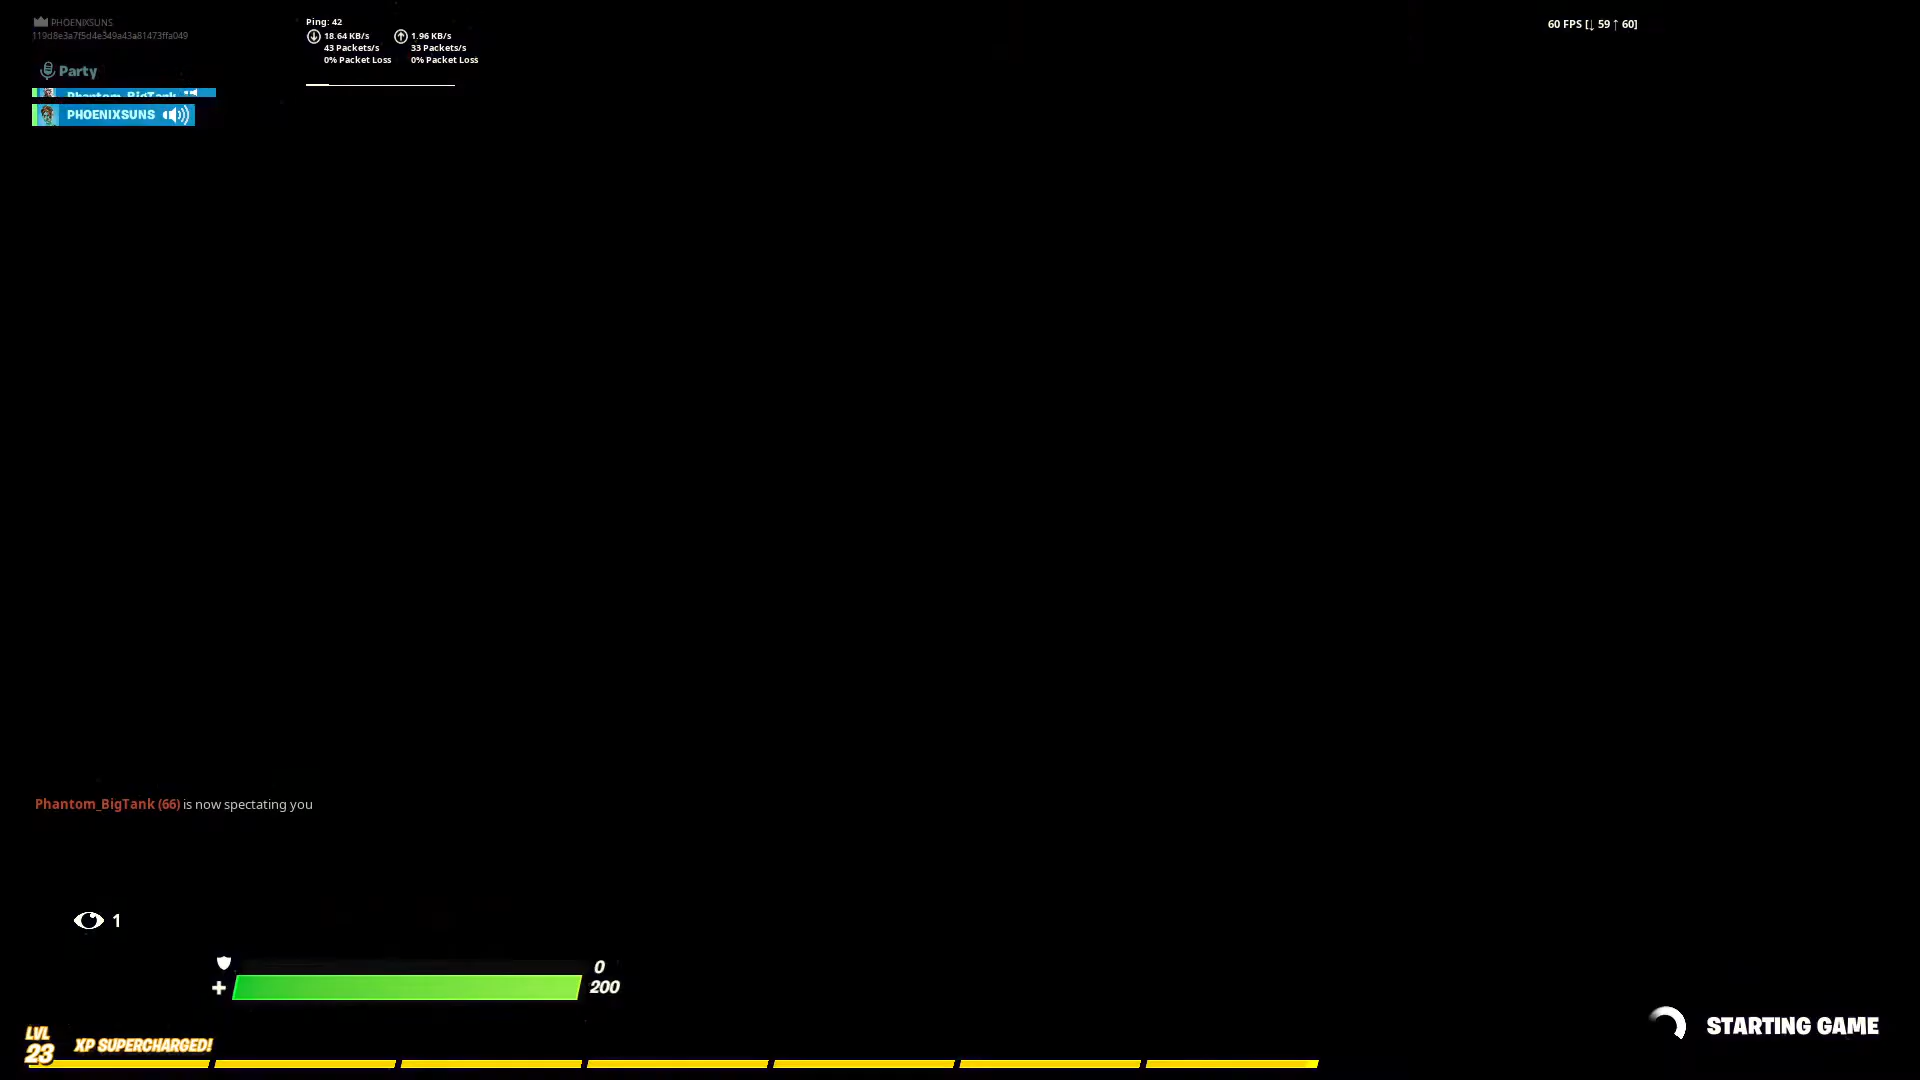 PHOENIXSUNS
119d8e3a7f5d4e349a43a81473ffa049
Ping: 42
18.64 KB/s 1.96 KB/s
43 Packets/s 33 Packets/s
0% Packet Loss 0% Packet Loss
60 FPS [↓ 59 ↑ 60]
Party
Phantom_BigTank
PHOENIXSUNS
Phantom_BigTank (66) is now spectating you
1
0
200
LVL
23
XP SUPERCHARGED!
STARTING GAME